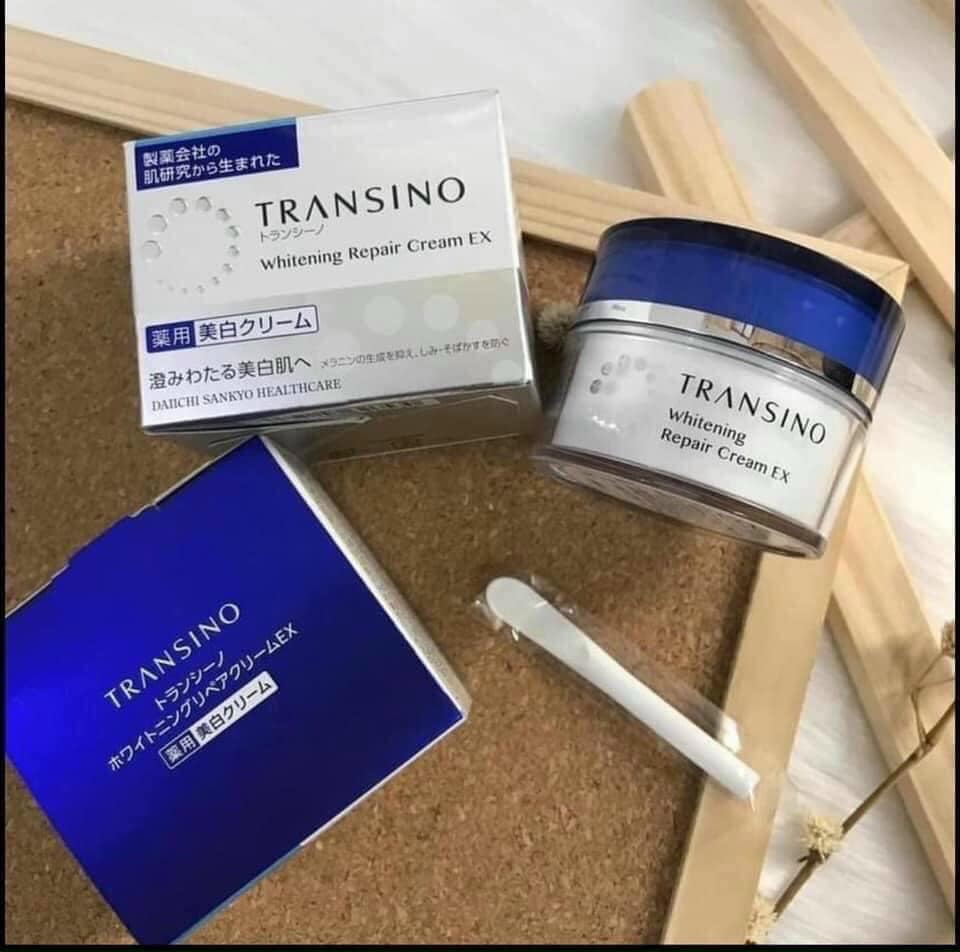 製薬会社の
肌研究から生まれた
TRANSINO
トランシーノ
Whitening Repair Cream EX
薬用 美白クリーム
澄みわたる美白肌へ メラニンの生成を抑え、しみ・そばかすを防ぐ
DAIICHI SANKYO HEALTHCARE
TRANSINO
Whitening
Repair Cream EX
TRANSINO
トランシーノ
ホワイトニングリペアクリームEX
薬用 美白クリーム